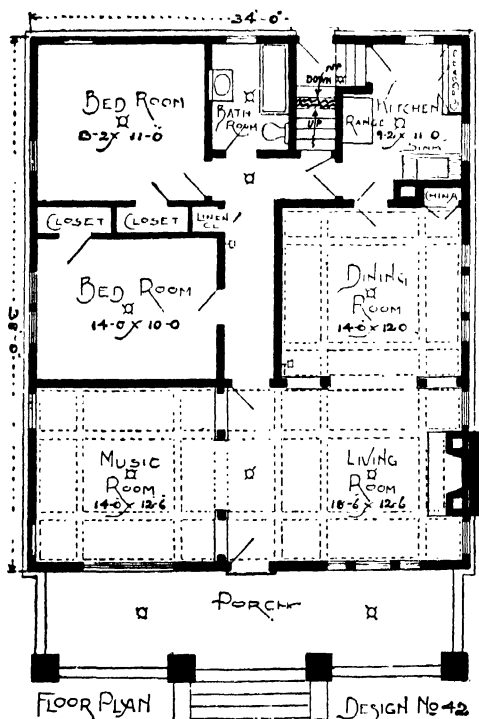 34'-0"
BED ROOM
13-2 x 11-0
BATH
ROOM
UP
DOWN
UP
KITCHEN
9-2 x 11 0
RANGE
SINK
CHINA
CLOSET
CLOSET
LINEN
CL
BED ROOM
14-0 x 10-0
DINING
ROOM
14-0 x 12 0
38'-0"
MUSIC
ROOM
14-0 x 12-6
LIVING
ROOM
18-6 x 12-6
PORCH
FLOOR PLAN
DESIGN No 42